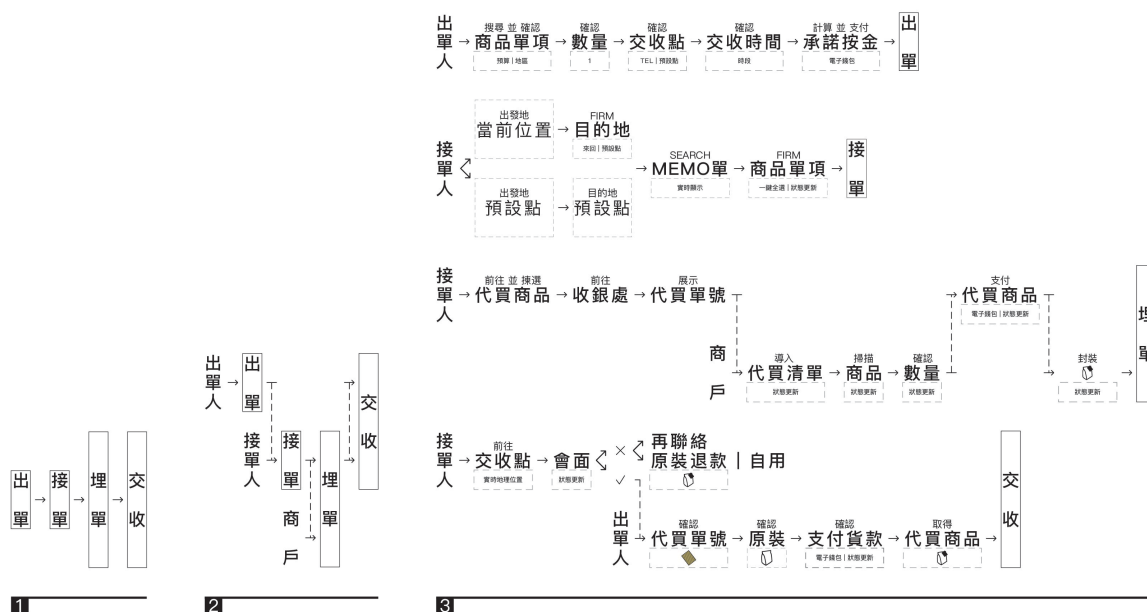 出單人 → 搜尋 並 確認 商品單項 → 確認 數量 → 確認 交收點 → 確認 交收時間 → 計算 並 支付 承諾按金 → 出單
預算 | 地區
1
TEL | 預設點
時段
電子錢包
接單人
出發地
當前位置 → FIRM 目的地
來回 | 預設點
出發地
預設點 → 目的地 預設點
→ SEARCH MEMO單 → FIRM 商品單項 → 接單
實時顯示
一鍵全選 | 狀態更新
接單人 → 前往 並 揀選 代買商品 → 前往 收銀處 → 展示 代買單號
商戶
→ 導入 代買清單 → 掃描 商品 → 確認 數量
狀態更新
狀態更新
狀態更新
→ 支付 代買商品
電子錢包 | 狀態更新
→ 封裝
狀態更新
→ 埋單
接單人 → 前往 交收點 → 會面
實時地理位置
狀態更新
× 再聯絡
原裝退款 | 自用
✓
出單人
→ 確認 代買單號 → 確認 原裝 → 確認 支付貨款 → 取得 代買商品 → 交收
電子錢包 | 狀態更新
出單人 → 出單
接單人 → 接單
商戶 → 埋單
交收
出單 → 接單 → 埋單 → 交收
1
2
3